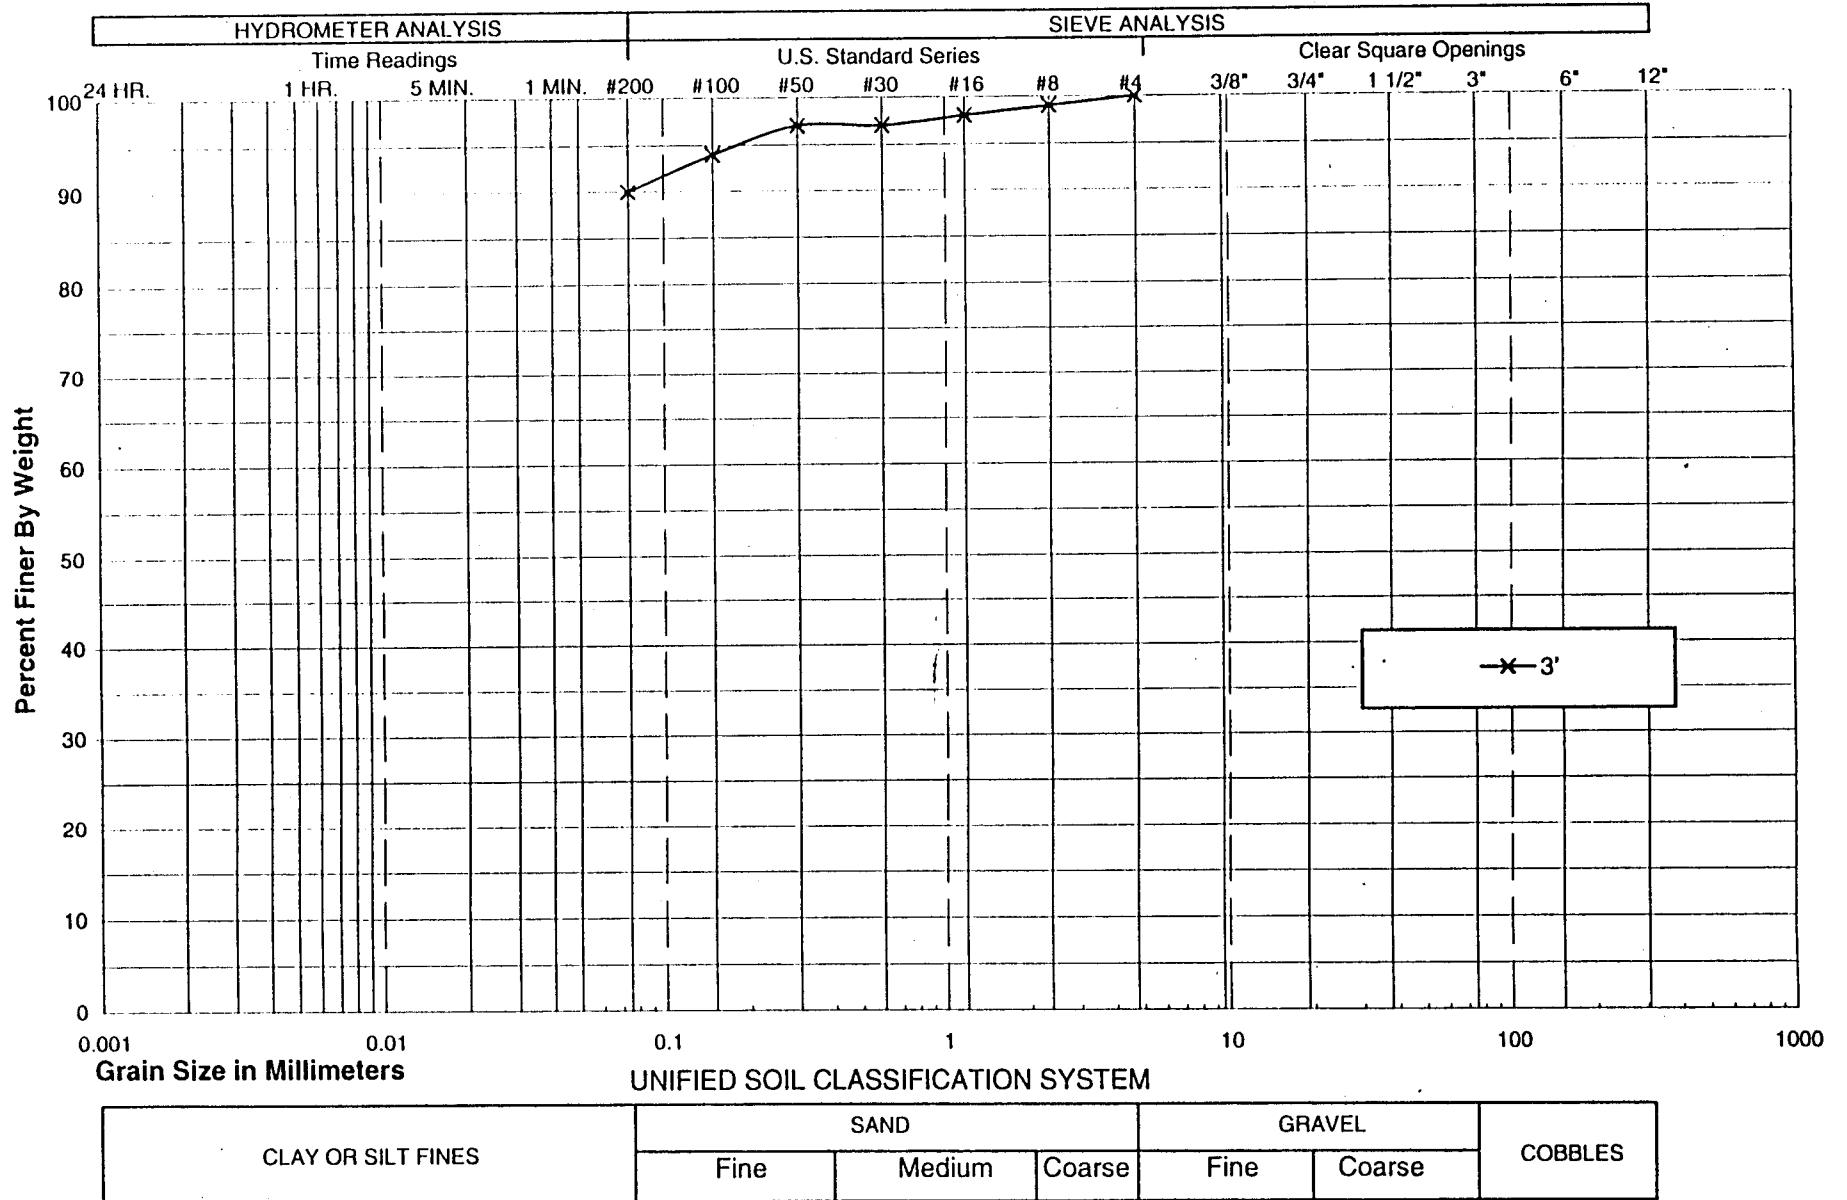 HYDROMETER ANALYSIS SIEVE ANALYSIS
Time Readings U.S. Standard Series Clear Square Openings
24 HR. 1 HR. 5 MIN. 1 MIN. #200 #100 #50 #30 #16 #8 #4 3/8" 3/4" 1 1/2" 3" 6" 12"
Percent Finer By Weight
100
90
80
70
60
50
40
30
20
10
0
3'
0.001 0.01 0.1 1 10 100 1000
Grain Size in Millimeters
UNIFIED SOIL CLASSIFICATION SYSTEM
CLAY OR SILT FINES SAND GRAVEL COBBLES
Fine Medium Coarse Fine Coarse